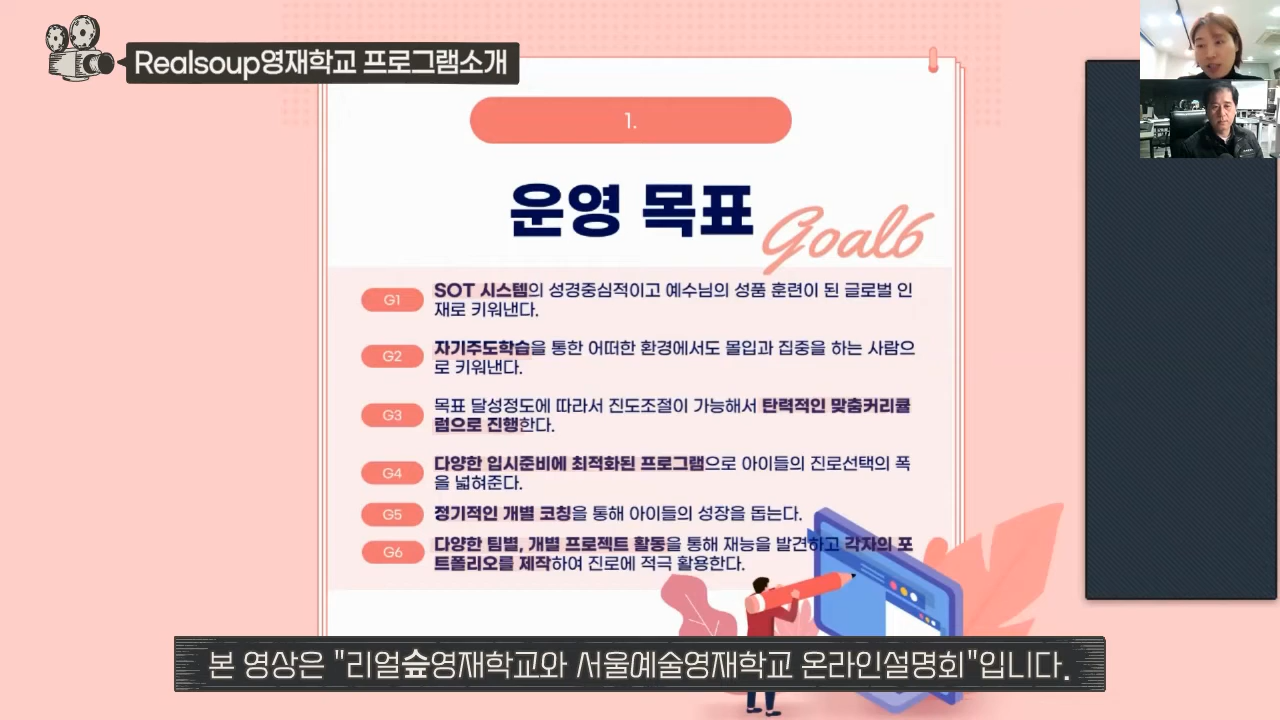 Realsoup영재학교 프로그램소개
1.
운영 목표
Goal6
G1
SOT 시스템의 성경중심적이고 예수님의 성품 훈련이 된 글로벌 인
재로 키워낸다.
G2
자기주도학습을 통한 어떠한 환경에서도 몰입과 집중을 하는 사람으
로 키워낸다.
G3
목표 달성정도에 따라서 진도조절이 가능해서 탄력적인 맞춤커리큘
럼으로 진행한다.
G4
다양한 입시준비에 최적화된 프로그램으로 아이들의 진로선택의 폭
을 넓혀준다.
G5
정기적인 개별 코칭을 통해 아이들의 성장을 돕는다.
G6
다양한 팀별, 개별 프로젝트 활동을 통해 재능을 발견하고 각자의 포
트폴리오를 제작하여 진로에 적극 활용한다.
본 영상은 "리얼숲영재학교와 서울예술영재학교 온라인설명회"입니다.